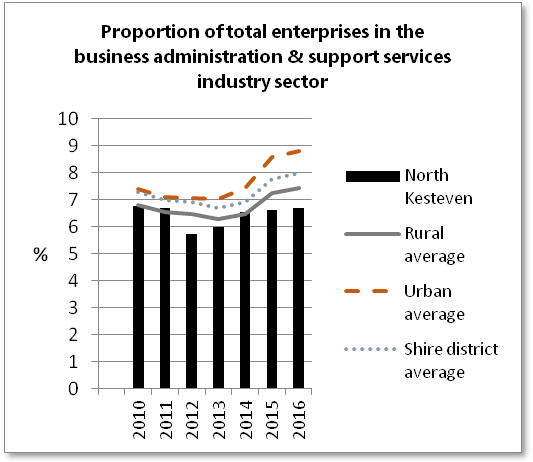 Proportion of total enterprises in the
business administration & support services
industry sector
10
9
8
7
6
5
4
3
2
1
0
%
2010
2011
2012
2013
2014
2015
2016
North
Kesteven
Rural
average
Urban
average
Shire district
average